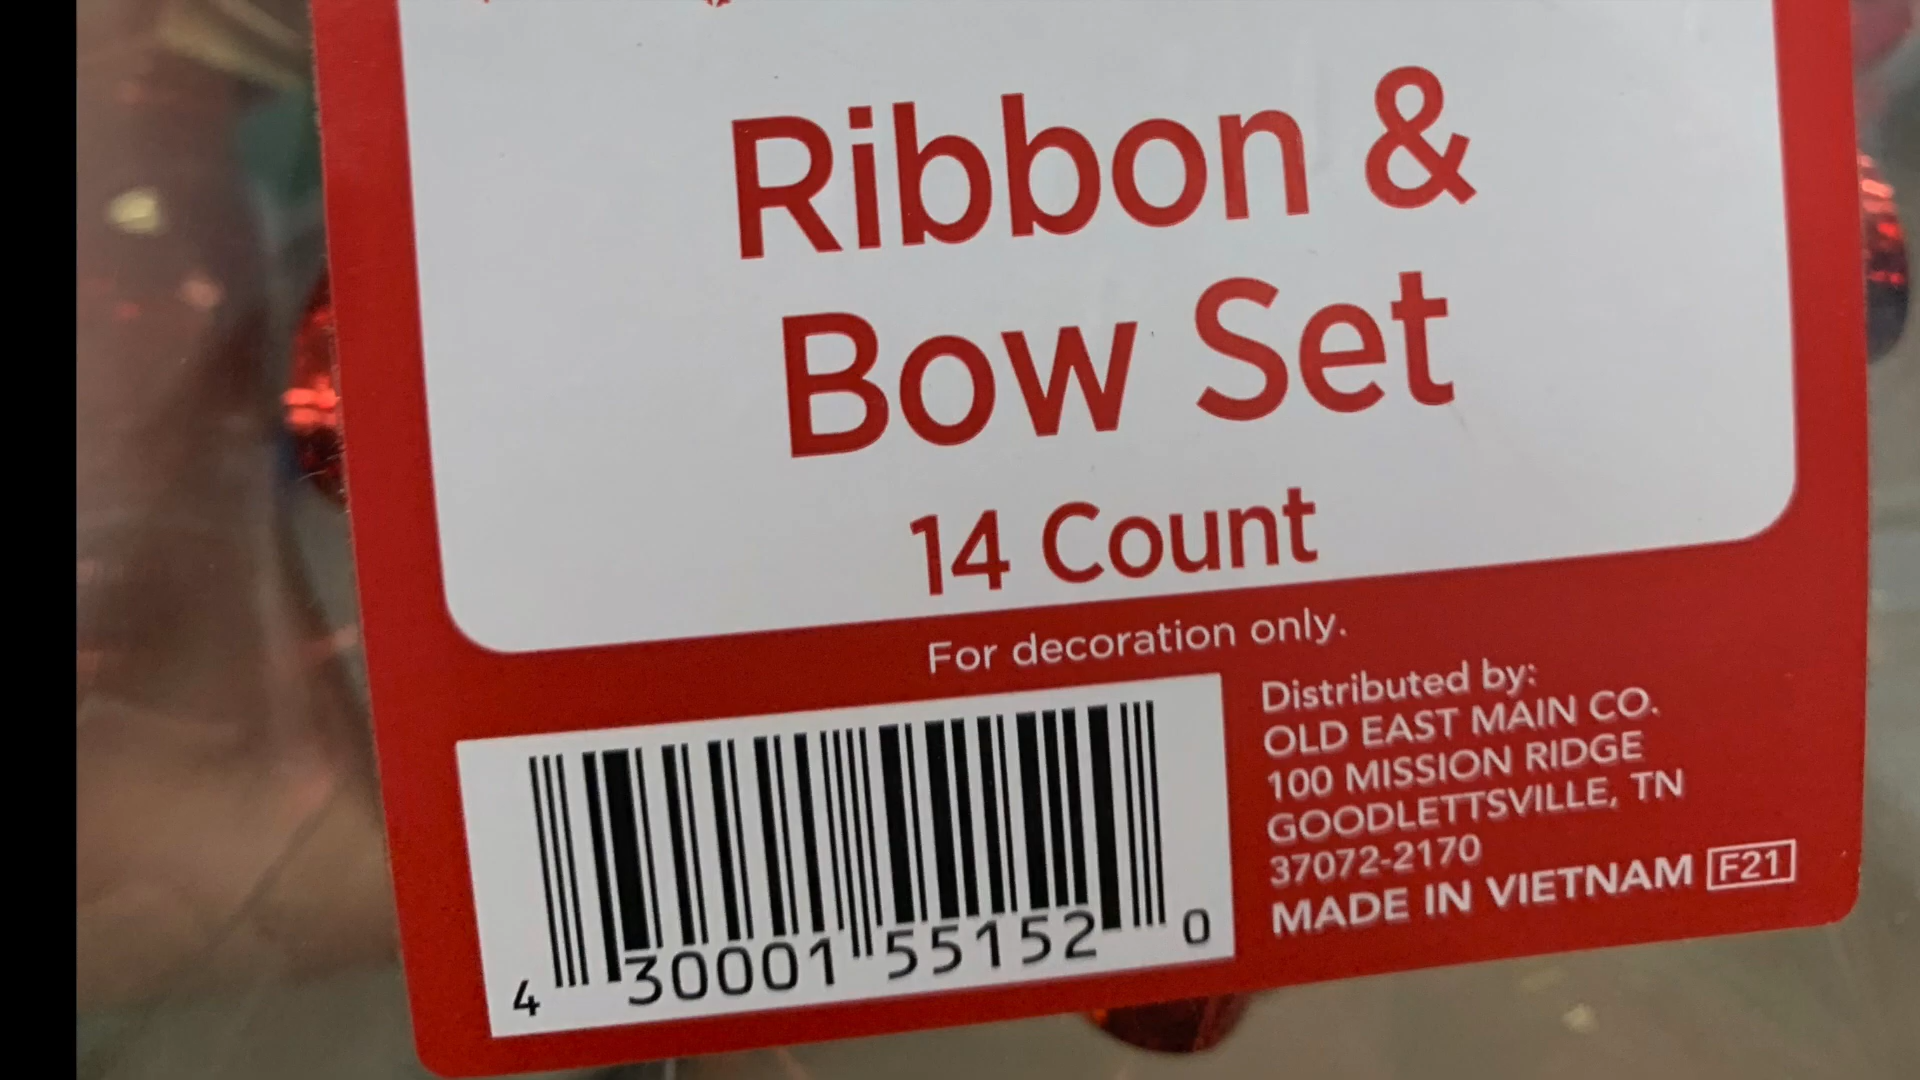 Ribbon &
Bow Set
14 Count
For decoration only.
Distributed by:
OLD EAST MAIN CO.
100 MISSION RIDGE
GOODLETTSVILLE, TN
37072-2170
MADE IN VIETNAM F21
4 30001 55152 0